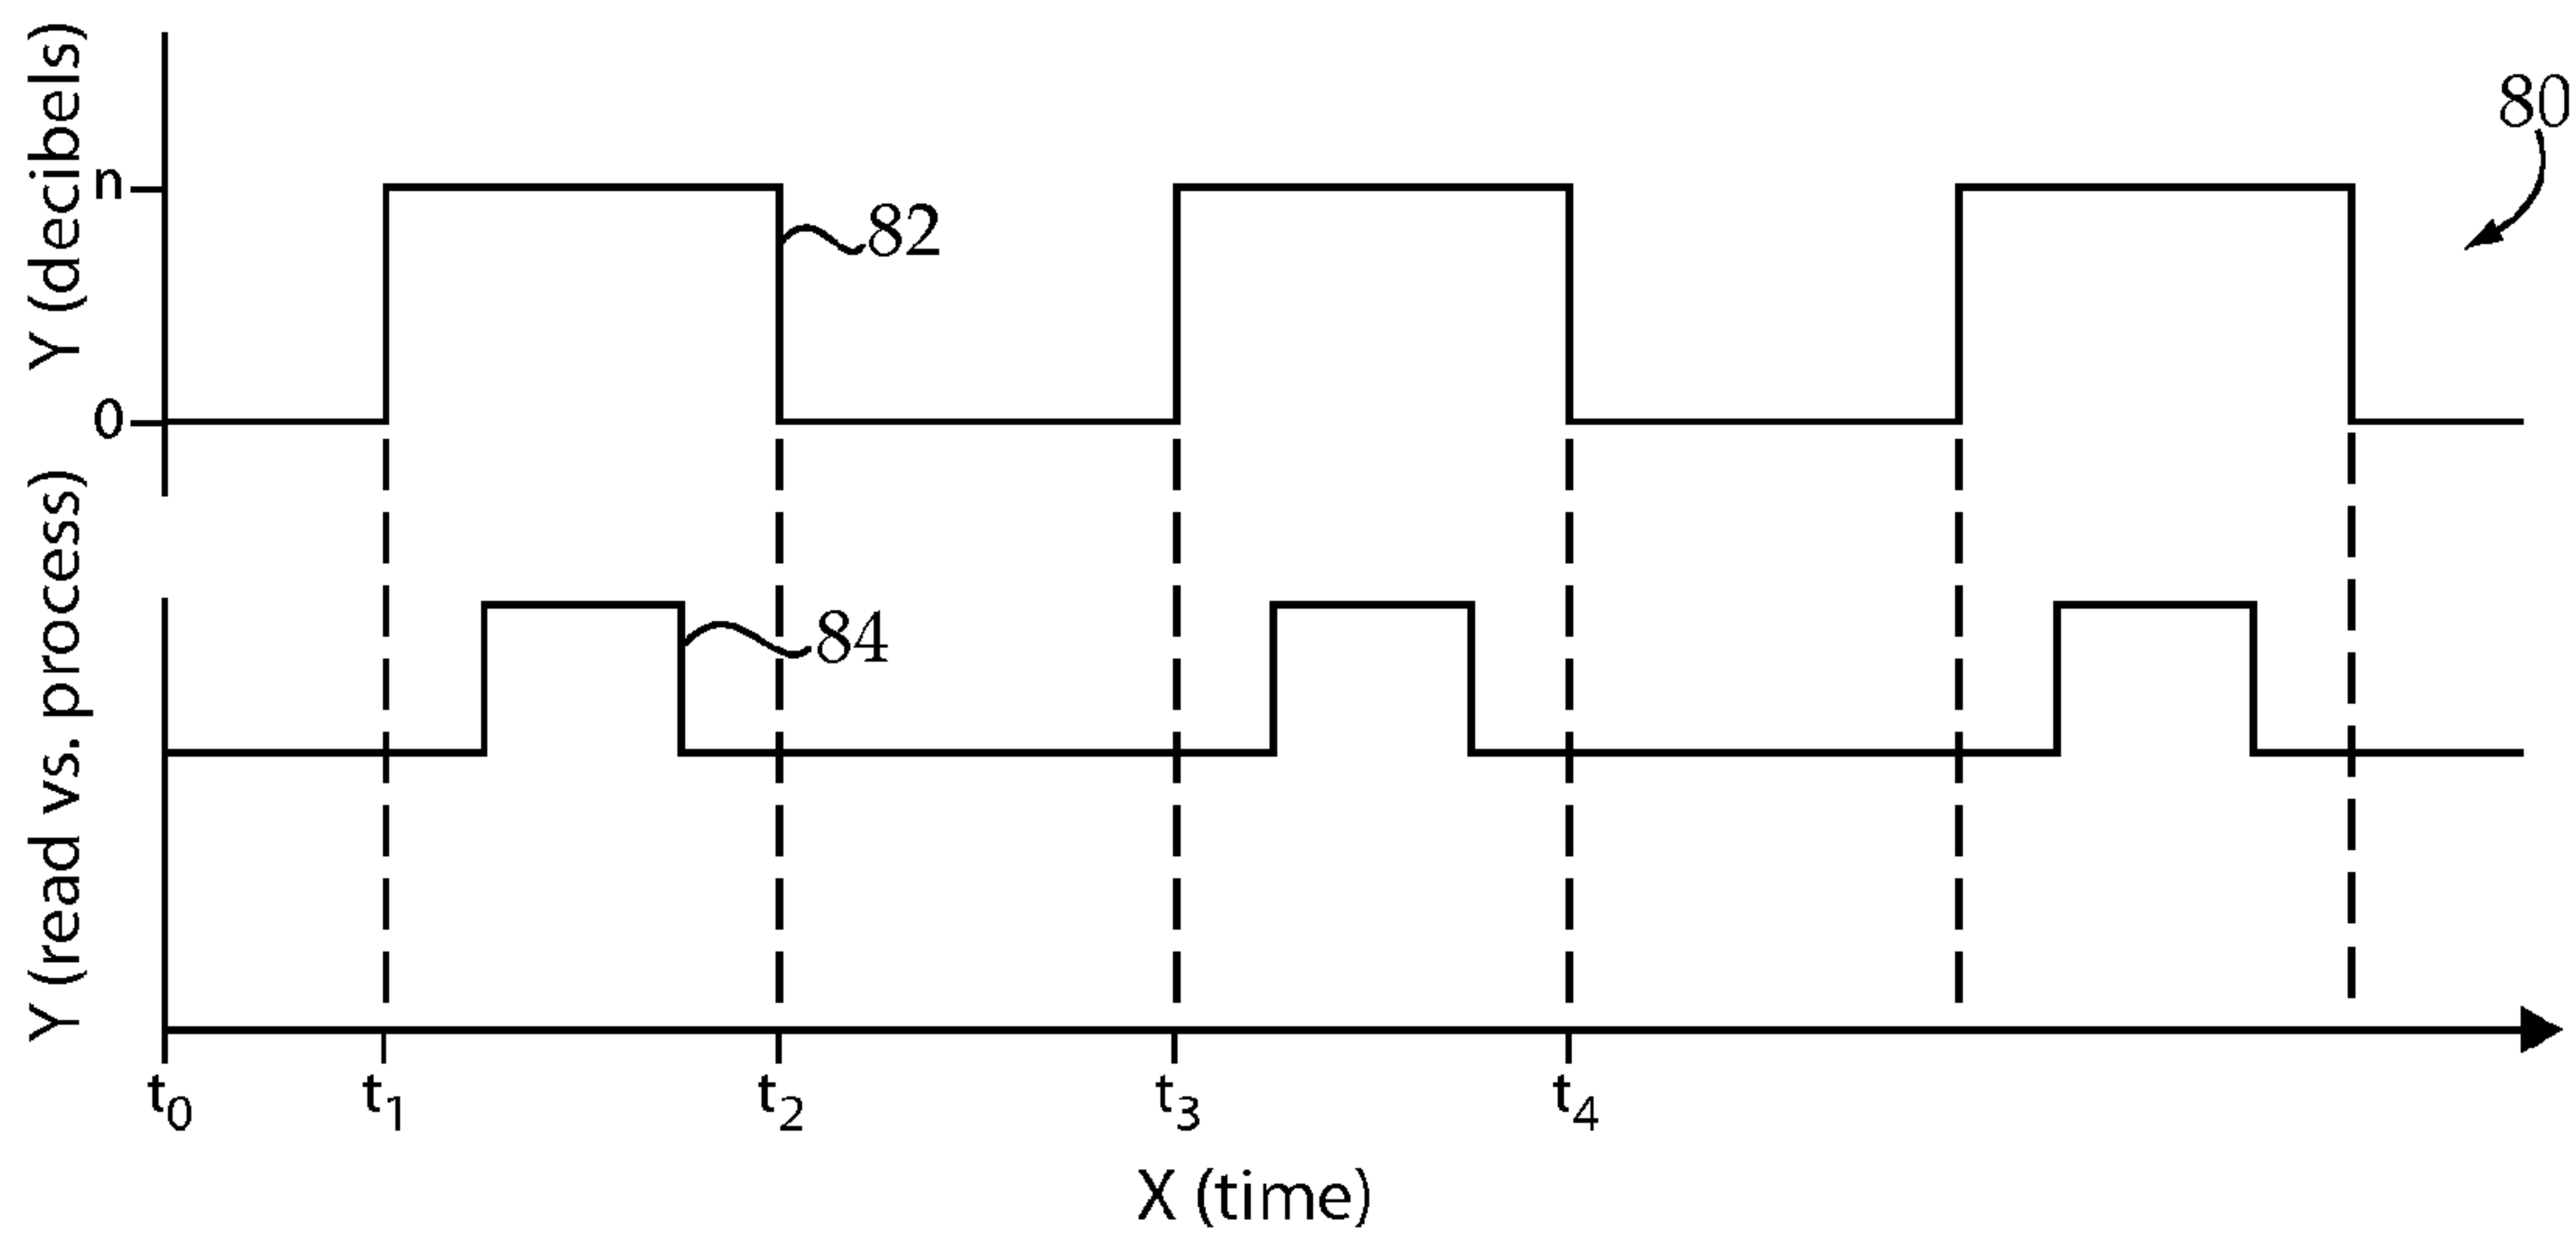 Y (decibels)
n
0
80
82
Y (read vs. process)
84
t0
t1
t2
t3
t4
X (time)